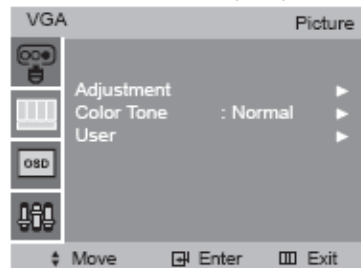 VGA Picture
Adjustment
Color Tone : Normal
User
OSD
Move Enter Exit